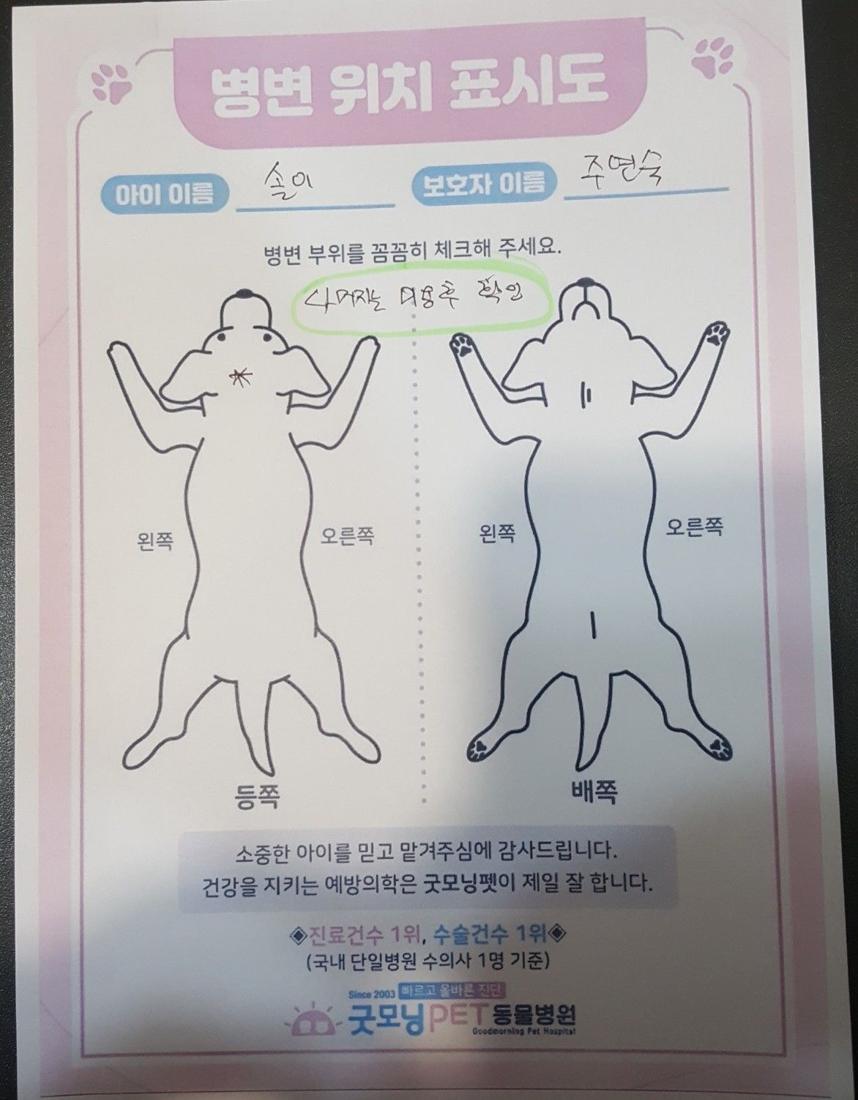 병변 위치 표시도
아이 이름 솔이 보호자 이름 주연숙
병변 부위를 꼼꼼히 체크해 주세요.
나머지는 미용후 확인
왼쪽 오른쪽 왼쪽 오른쪽
등쪽 배쪽
소중한 아이를 믿고 맡겨주심에 감사드립니다.
건강을 지키는 예방의학은 굿모닝펫이 제일 잘 합니다.
◈진료건수 1위, 수술건수 1위◈
(국내 단일병원 수의사 1명 기준)
Since 2003 빠르고 올바른 진단
굿모닝PET동물병원
Goodmorning Pet Hospital